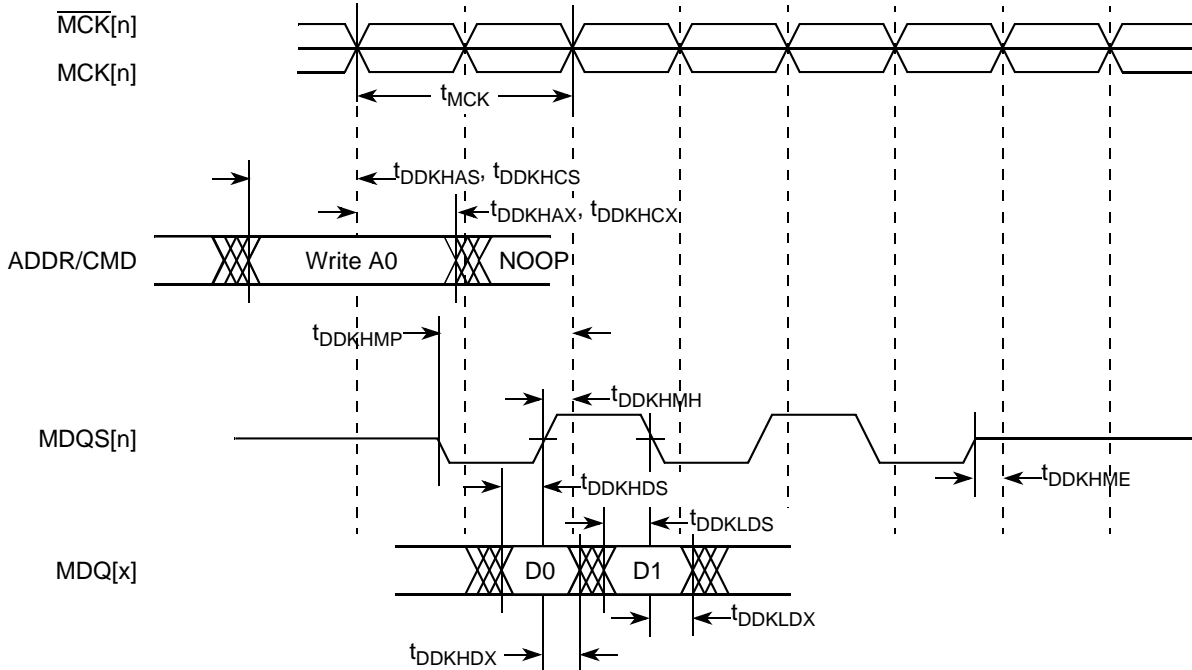 MCK[n]
MCK[n]
tMCK
tDDKHAS, tDDKHCS
tDDKHAX, tDDKHCX
ADDR/CMD
Write A0
NOOP
tDDKHMP
tDDKHMH
MDQS[n]
tDDKHDS
tDDKHME
tDDKLDS
MDQ[x]
D0
D1
tDDKLDX
tDDKHDX